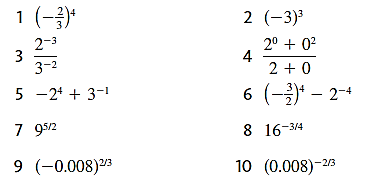 1 (−2/3)⁴ 2 (−3)³
3 2⁻³/3⁻² 4 (2⁰ + 0²)/(2 + 0)
5 −2⁴ + 3⁻¹ 6 (−3/2)⁴ − 2⁻⁴
7 9^5/2 8 16^−3/4
9 (−0.008)^2/3 10 (0.008)^−2/3